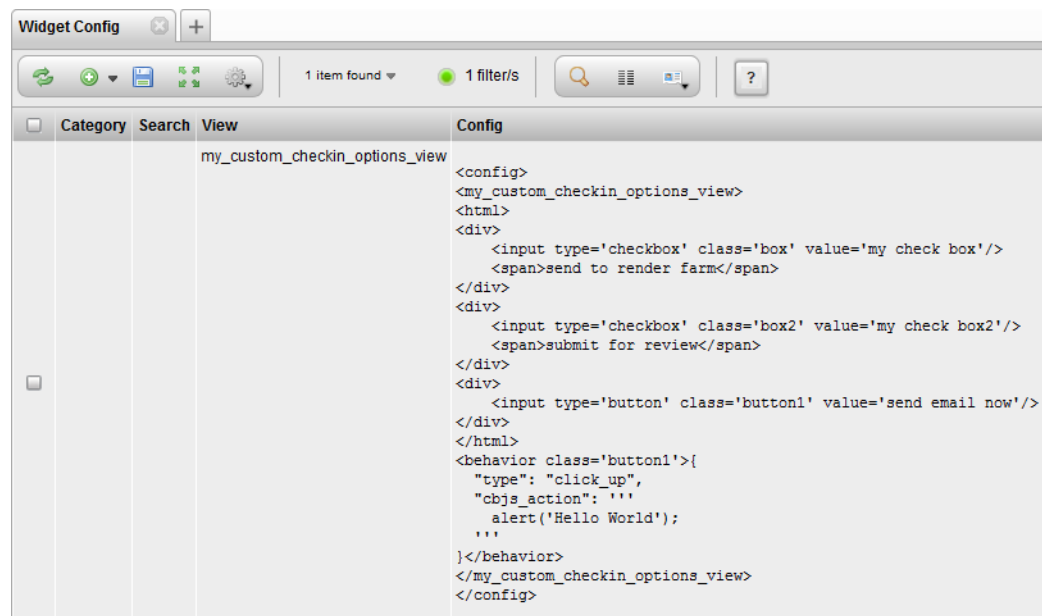 Widget Config
1 item found
1 filter/s
?
Category Search View Config
my_custom_checkin_options_view
<config>
<my_custom_checkin_options_view>
<html>
<div>
    <input type='checkbox' class='box' value='my check box'/>
    <span>send to render farm</span>
</div>
<div>
    <input type='checkbox' class='box2' value='my check box2'/>
    <span>submit for review</span>
</div>
<div>
    <input type='button' class='button1' value='send email now'/>
</div>
</html>
<behavior class='button1'>{
  "type": "click_up",
  "cbjs_action": '''
    alert('Hello World');
  '''
}</behavior>
</my_custom_checkin_options_view>
</config>